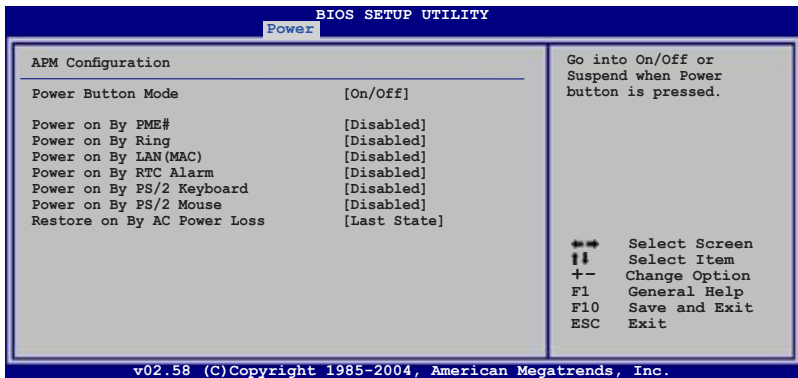 BIOS SETUP UTILITY
Power
APM Configuration
Power Button Mode [On/Off]
Power on By PME# [Disabled]
Power on By Ring [Disabled]
Power on By LAN(MAC) [Disabled]
Power on By RTC Alarm [Disabled]
Power on By PS/2 Keyboard [Disabled]
Power on By PS/2 Mouse [Disabled]
Restore on By AC Power Loss [Last State]
Go into On/Off or
Suspend when Power
button is pressed.
←→ Select Screen
↑↓ Select Item
+- Change Option
F1 General Help
F10 Save and Exit
ESC Exit
v02.58 (C)Copyright 1985-2004, American Megatrends, Inc.